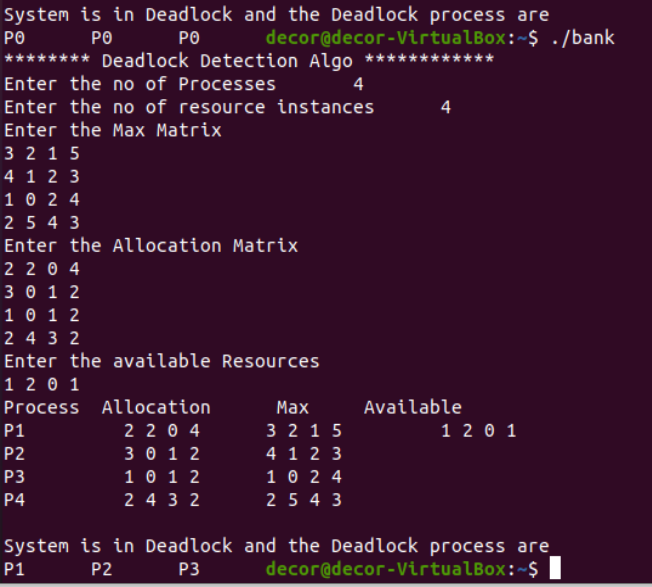 System is in Deadlock and the Deadlock process are
P0 P0 P0 decor@decor-VirtualBox:~$ ./bank
******** Deadlock Detection Algo ************
Enter the no of Processes 4
Enter the no of resource instances 4
Enter the Max Matrix
3 2 1 5
4 1 2 3
1 0 2 4
2 5 4 3
Enter the Allocation Matrix
2 2 0 4
3 0 1 2
1 0 1 2
2 4 3 2
Enter the available Resources
1 2 0 1
Process Allocation Max Available
P1 2 2 0 4 3 2 1 5 1 2 0 1
P2 3 0 1 2 4 1 2 3
P3 1 0 1 2 1 0 2 4
P4 2 4 3 2 2 5 4 3
System is in Deadlock and the Deadlock process are
P1 P2 P3 decor@decor-VirtualBox:~$